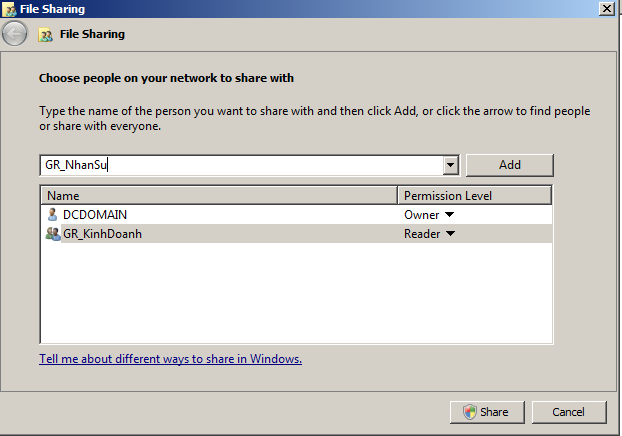 File Sharing
File Sharing
Choose people on your network to share with
Type the name of the person you want to share with and then click Add, or click the arrow to find people
or share with everyone.
GR_NhanSu
Add
Name Permission Level
DCDOMAIN Owner
GR_KinhDoanh Reader
Tell me about different ways to share in Windows.
Share Cancel